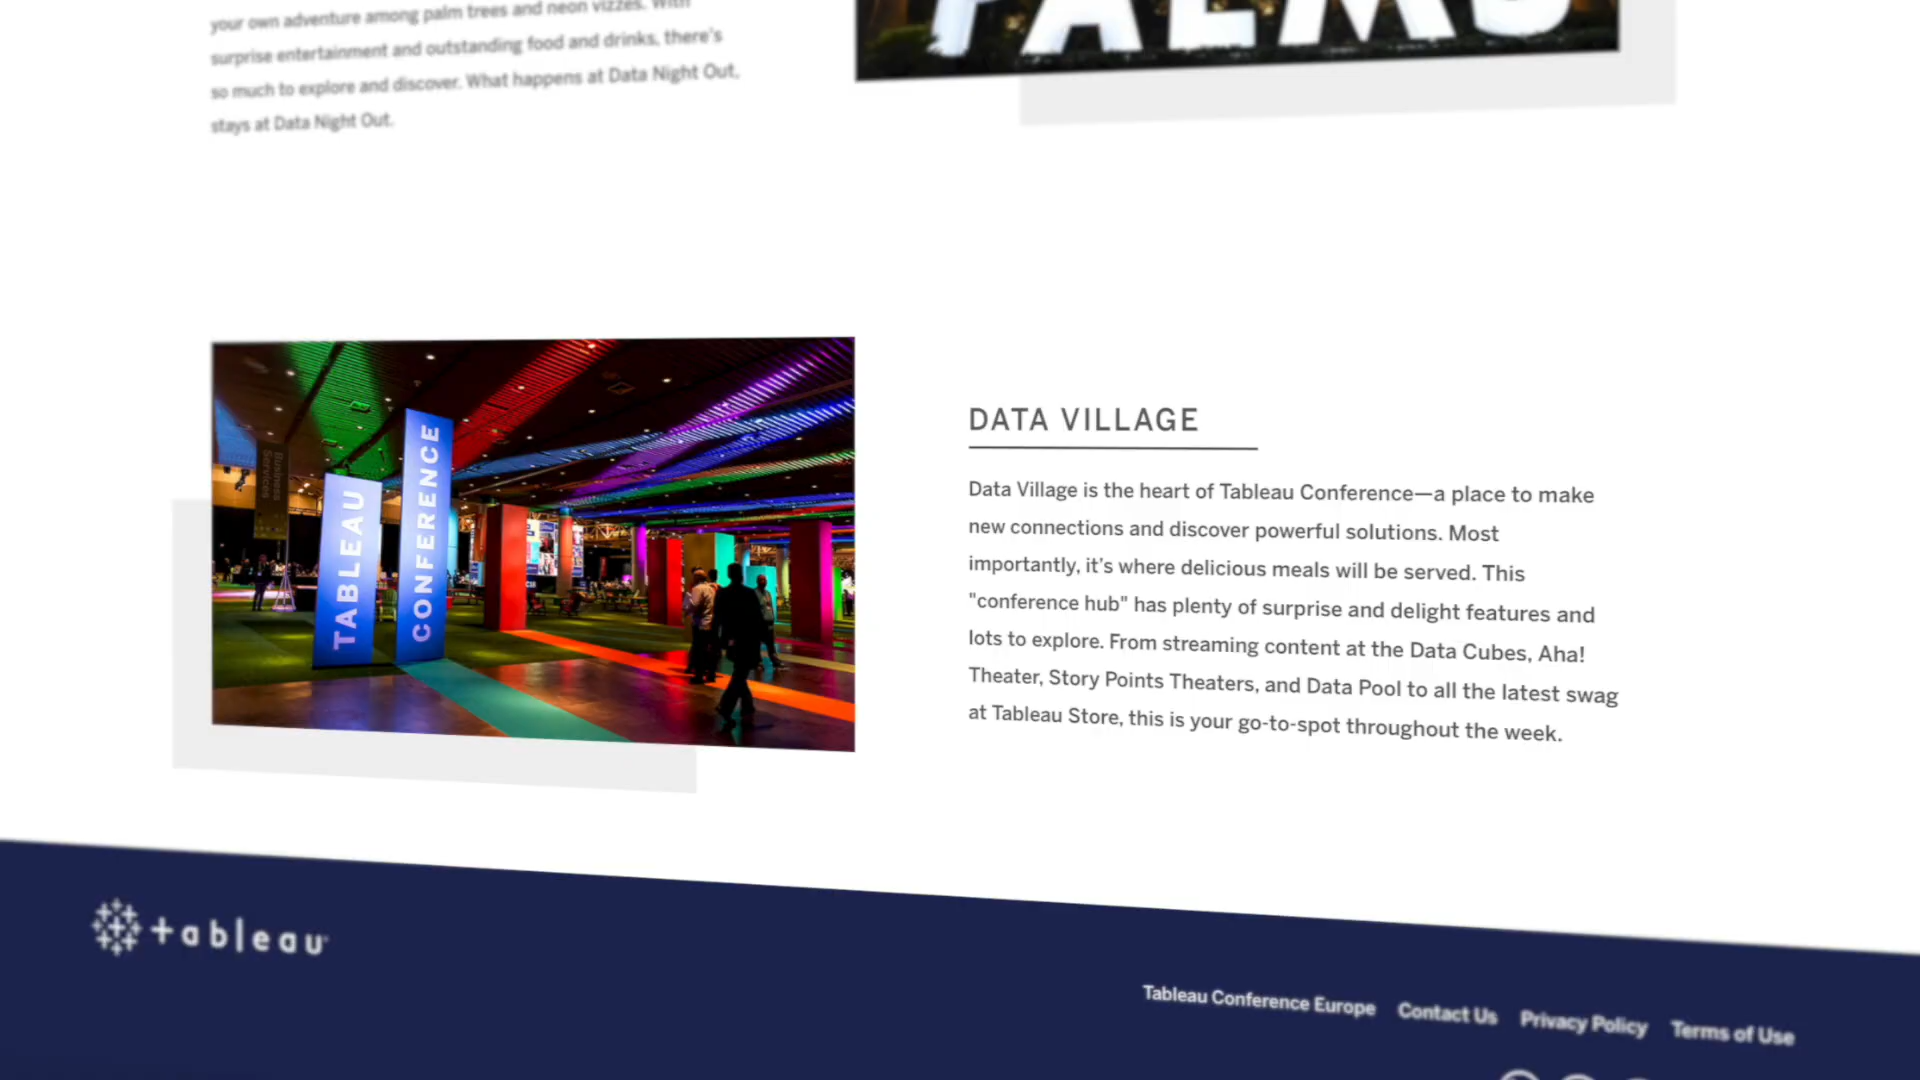 your own adventure among palm trees and neon vizzes. With
surprise entertainment and outstanding food and drinks, there's
so much to explore and discover. What happens at Data Night Out,
stays at Data Night Out.
PALMS
Business
Services
TABLEAU
CONFERENCE
DATA VILLAGE
Data Village is the heart of Tableau Conference—a place to make
new connections and discover powerful solutions. Most
importantly, it's where delicious meals will be served. This
"conference hub" has plenty of surprise and delight features and
lots to explore. From streaming content at the Data Cubes, Aha!
Theater, Story Points Theaters, and Data Pool to all the latest swag
at Tableau Store, this is your go-to-spot throughout the week.
+ableau
Tableau Conference Europe Contact Us Privacy Policy Terms of Use